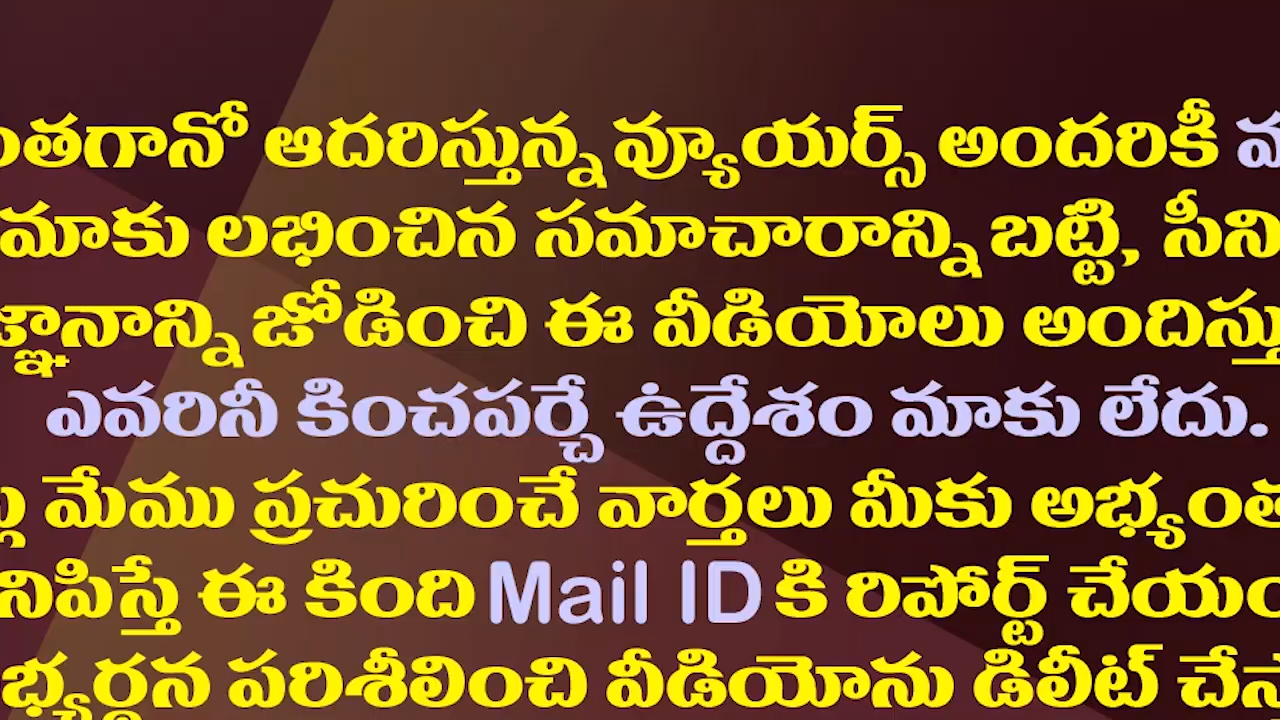 ఆదరిస్తున్న వ్యూయర్స్ అందరికీ
మాకు లభించిన సమాచారాన్ని బట్టి,
జోడించి ఈ వీడియోలు
ఎవరినీ కించపర్చే ఉద్దేశం మాకు లేదు.
మేము ప్రచురించే వార్తలు మీకు
ఈ కింది Mail ID కి రిపోర్ట్
పరిశీలించి వీడియోను డిలీట్